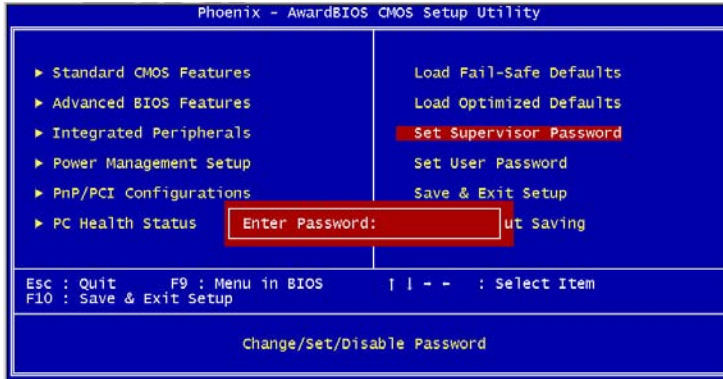 Phoenix - AwardBIOS CMOS Setup Utility
▶ Standard CMOS Features
▶ Advanced BIOS Features
▶ Integrated Peripherals
▶ Power Management Setup
▶ PnP/PCI Configurations
▶ PC Health Status
Load Fail-Safe Defaults
Load Optimized Defaults
Set Supervisor Password
Set User Password
Save & Exit Setup
ut Saving
Enter Password:
Esc : Quit F9 : Menu in BIOS ↑ ↓ → ← : Select Item
F10 : Save & Exit Setup
Change/Set/Disable Password